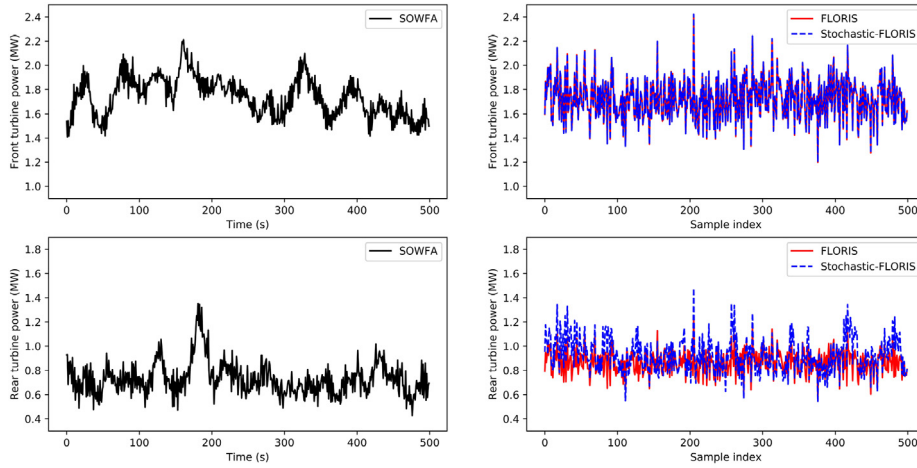 SOWFA
Front turbine power (MW)
2.4
2.2
2.0
1.8
1.6
1.4
1.2
1.0
0 100 200 300 400 500
Time (s)
FLORIS
Stochastic-FLORIS
Front turbine power (MW)
2.4
2.2
2.0
1.8
1.6
1.4
1.2
1.0
0 100 200 300 400 500
Sample index
SOWFA
Rear turbine power (MW)
1.8
1.6
1.4
1.2
1.0
0.8
0.6
0.4
0 100 200 300 400 500
Time (s)
FLORIS
Stochastic-FLORIS
Rear turbine power (MW)
1.8
1.6
1.4
1.2
1.0
0.8
0.6
0.4
0 100 200 300 400 500
Sample index